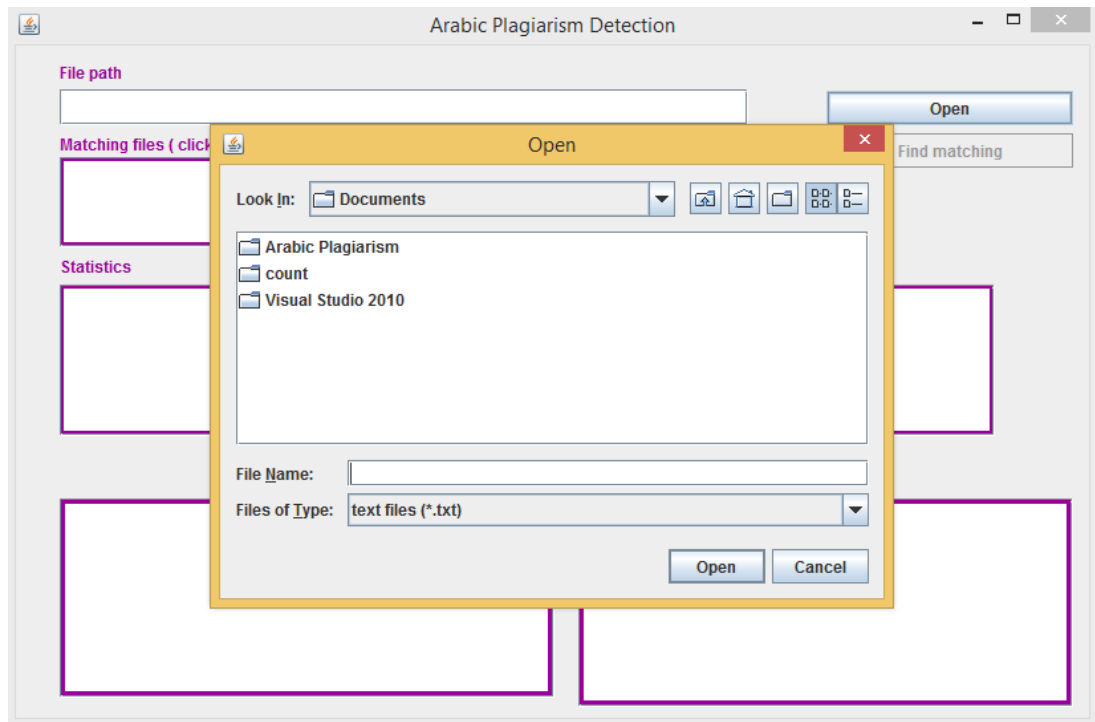 Arabic Plagiarism Detection
File path
Open
Matching files ( click
Find matching
Statistics
Open
Look In: Documents
Arabic Plagiarism
count
Visual Studio 2010
File Name:
Files of Type: text files (*.txt)
Open Cancel